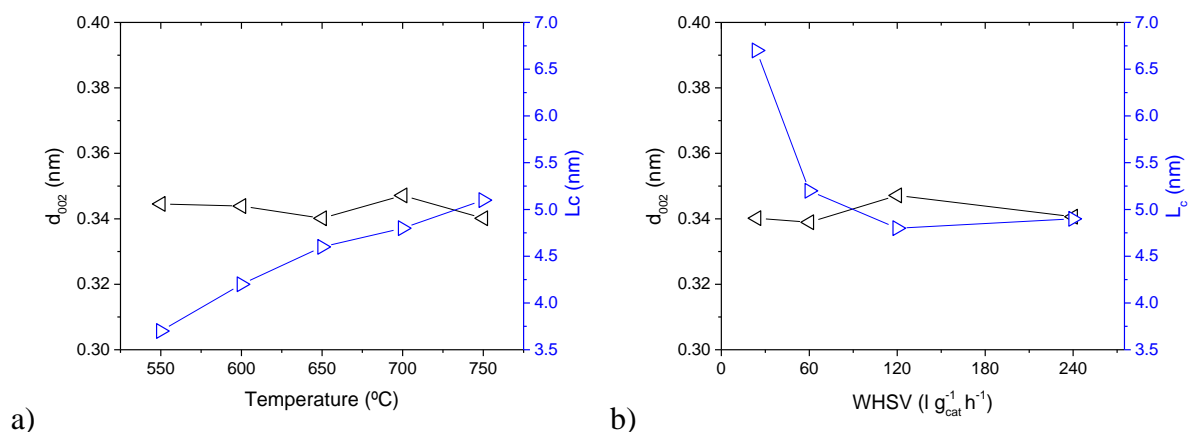 0.40
0.38
0.36
0.34
0.32
0.30
d002 (nm)
7.0
6.5
6.0
5.5
5.0
4.5
4.0
3.5
Lc (nm)
550 600 650 700 750
Temperature (ºC)
a)
0.40
0.38
0.36
0.34
0.32
0.30
d002 (nm)
7.0
6.5
6.0
5.5
5.0
4.5
4.0
3.5
Lc (nm)
0 60 120 180 240
WHSV (l g-1cat h-1)
b)